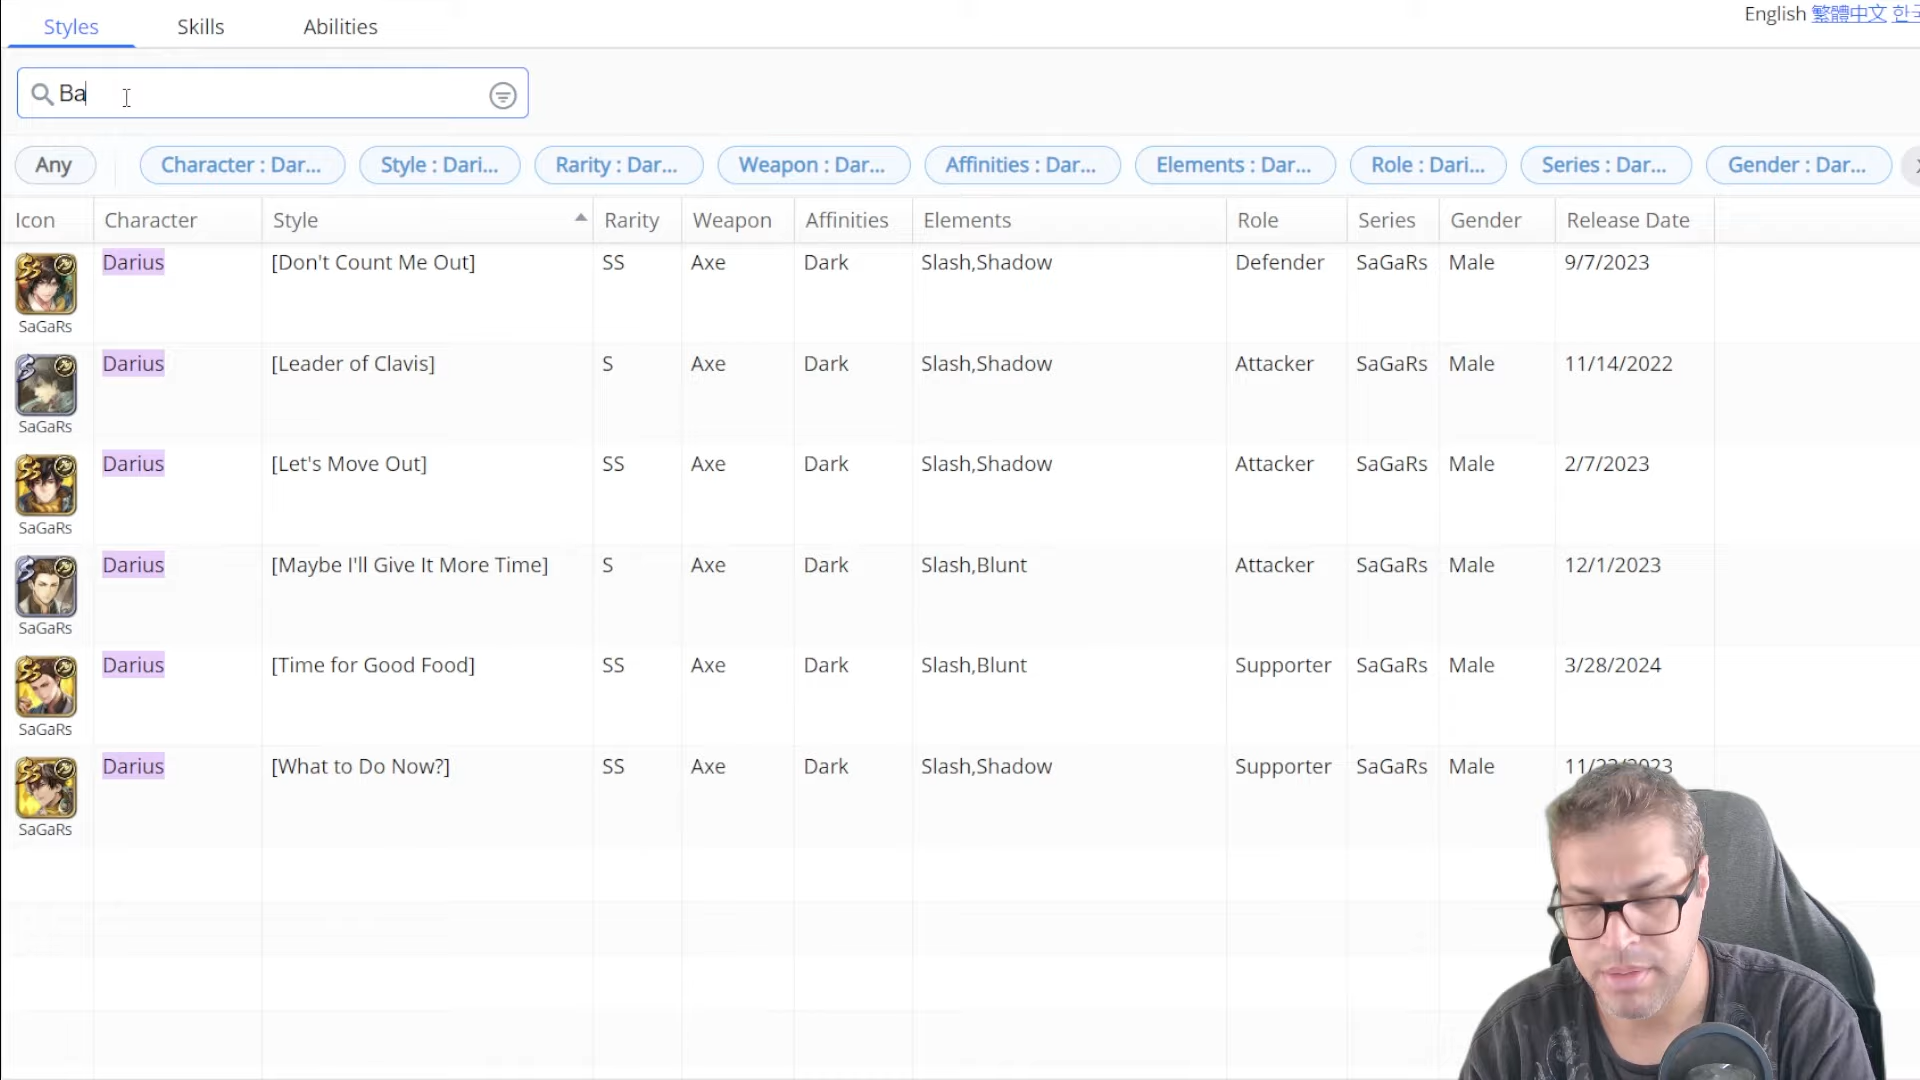 Styles Skills Abilities English 繁體中文
Ba
Any Character : Dar... Style : Dari... Rarity : Dar... Weapon : Dar... Affinities : Dar... Elements : Dar... Role : Dari... Series : Dar... Gender : Dar...
Icon Character Style Rarity Weapon Affinities Elements Role Series Gender Release Date
Darius [Don't Count Me Out] SS Axe Dark Slash,Shadow Defender SaGaRs Male 9/7/2023
SaGaRs
Darius [Leader of Clavis] S Axe Dark Slash,Shadow Attacker SaGaRs Male 11/14/2022
SaGaRs
Darius [Let's Move Out] SS Axe Dark Slash,Shadow Attacker SaGaRs Male 2/7/2023
SaGaRs
Darius [Maybe I'll Give It More Time] S Axe Dark Slash,Blunt Attacker SaGaRs Male 12/1/2023
SaGaRs
Darius [Time for Good Food] SS Axe Dark Slash,Blunt Supporter SaGaRs Male 3/28/2024
SaGaRs
Darius [What to Do Now?] SS Axe Dark Slash,Shadow Supporter SaGaRs Male
SaGaRs